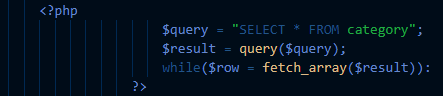 <?php
$query = "SELECT * FROM category";
$result = query($query);
while($row = fetch_array($result)):
?>